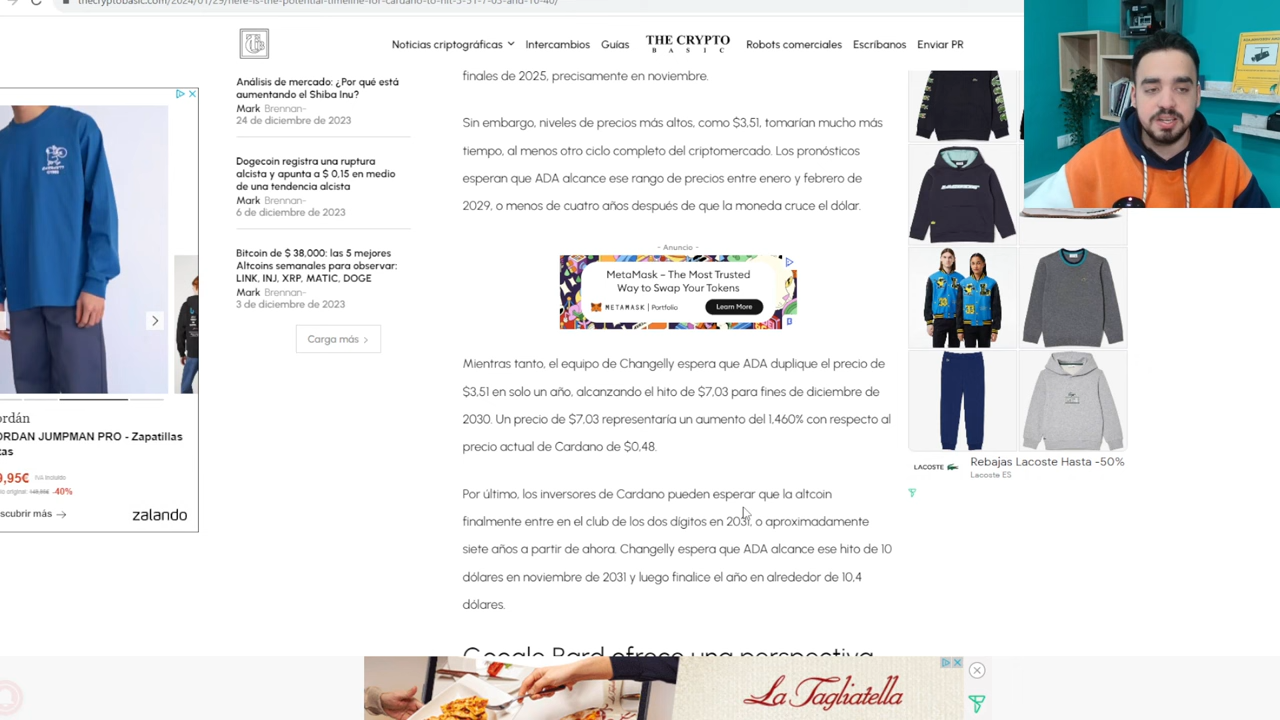 thecryptobasic.com/2024/01/29/here-is-the-potential-timeline-for-cardano-to-hit-3-51-7-03-and-10-40/
Noticias criptográficas
Intercambios
Guías
THE CRYPTO
BASIC
Robots comerciales
Escríbanos
Enviar PR
Análisis de mercado: ¿Por qué está
aumentando el Shiba Inu?
Mark Brennan-
24 de diciembre de 2023
Dogecoin registra una ruptura
alcista y apunta a $ 0,15 en medio
de una tendencia alcista
Mark Brennan-
6 de diciembre de 2023
Bitcoin de $ 38,000: las 5 mejores
Altcoins semanales para observar:
LINK, INJ, XRP, MATIC, DOGE
Mark Brennan-
3 de diciembre de 2023
Carga más
finales de 2025, precisamente en noviembre.
Sin embargo, niveles de precios más altos, como $3,51, tomarían mucho más
tiempo, al menos otro ciclo completo del criptomercado. Los pronósticos
esperan que ADA alcance ese rango de precios entre enero y febrero de
2029, o menos de cuatro años después de que la moneda cruce el dólar.
- Anuncio -
MetaMask – The Most Trusted
Way to Swap Your Tokens
METAMASK | Portfolio
Learn More
Mientras tanto, el equipo de Changelly espera que ADA duplique el precio de
$3,51 en solo un año, alcanzando el hito de $7,03 para fines de diciembre de
2030. Un precio de $7,03 representaría un aumento del 1,460% con respecto al
precio actual de Cardano de $0,48.
Por último, los inversores de Cardano pueden esperar que la altcoin
finalmente entre en el club de los dos dígitos en 2031, o aproximadamente
siete años a partir de ahora. Changelly espera que ADA alcance ese hito de 10
dólares en noviembre de 2031 y luego finalice el año en alrededor de 10,4
dólares.
Google Bard ofrece una perspectiva
ordán
ORDAN JUMPMAN PRO - Zapatillas
tas
9,95€ IVA incluido
-40%
scubrir más
zalando
LACOSTE
Rebajas Lacoste Hasta -50%
Lacoste ES
La Tagliatella